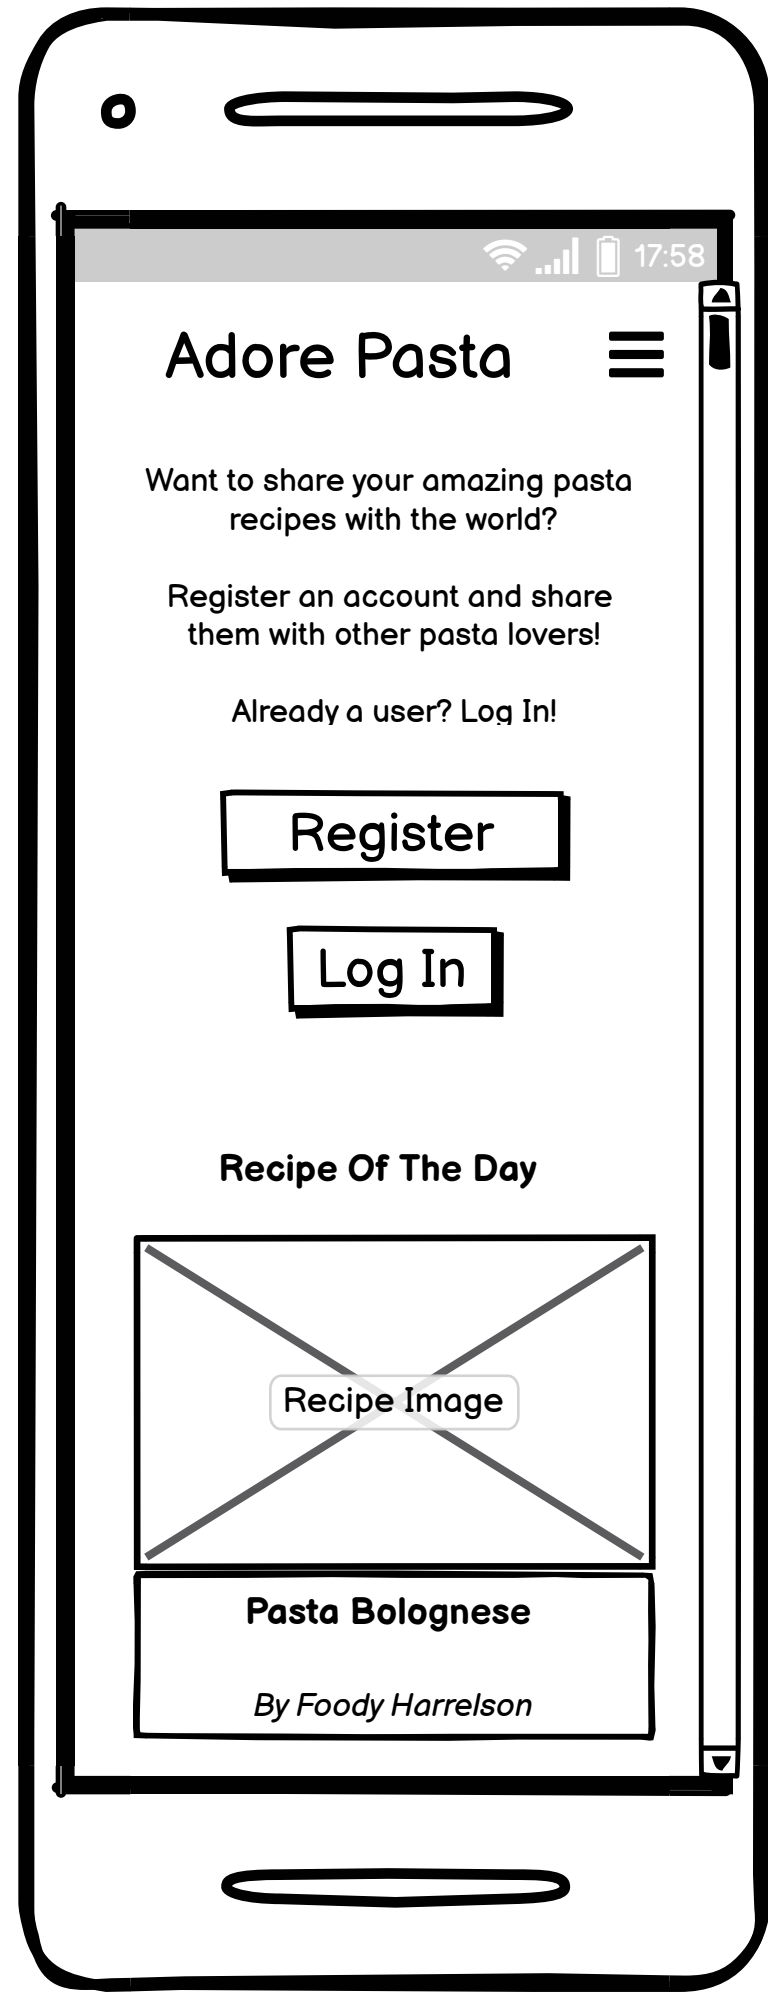 17:58
Adore Pasta
Want to share your amazing pasta
recipes with the world?
Register an account and share
them with other pasta lovers!
Already a user? Log In!
Register
Log In
Recipe Of The Day
Recipe Image
Pasta Bolognese
By Foody Harrelson